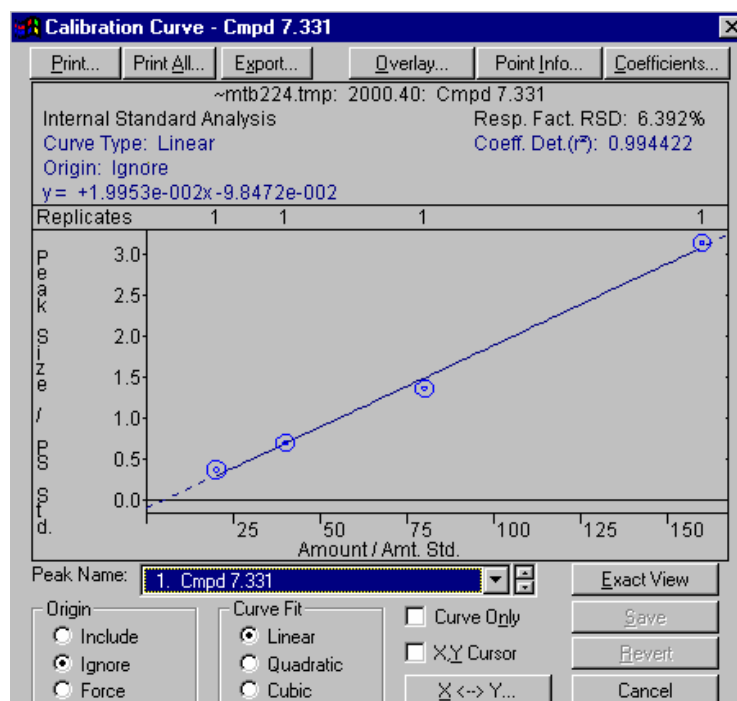 Calibration Curve - Cmpd 7.331
Print... Print All... Export... Overlay... Point Info... Coefficients...
~mtb224.tmp: 2000.40: Cmpd 7.331
Internal Standard Analysis Resp. Fact. RSD: 6.392%
Curve Type: Linear Coeff. Det.(r²): 0.994422
Origin: Ignore
y= +1.9953e-002x -9.8472e-002
Replicates 1 1 1 1
Peak Size / PS Std.
3.0
2.5
2.0
1.5
1.0
0.5
0.0
25 50 75 100 125 150
Amount / Amt. Std.
Peak Name: 1. Cmpd 7.331 Exact View
Origin Curve Fit Curve Only Save
Include Linear
Ignore Quadratic X,Y Cursor Revert
Force Cubic X <--> Y... Cancel